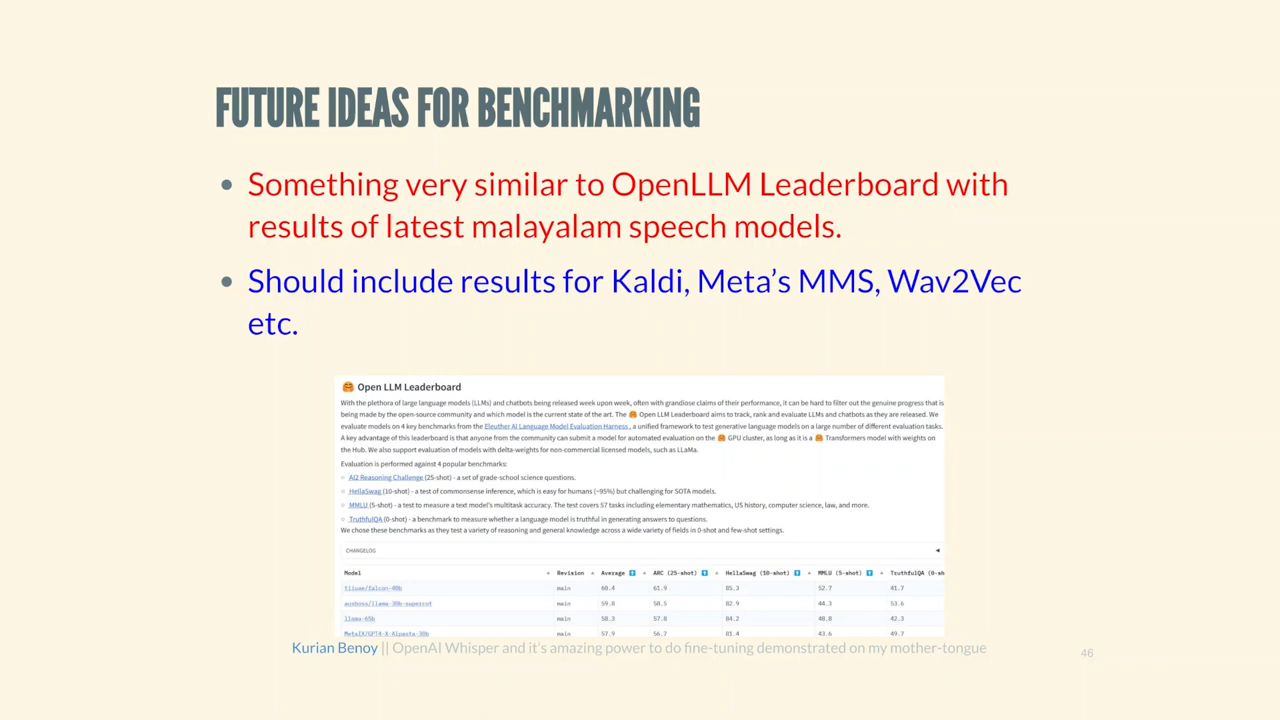 FUTURE IDEAS FOR BENCHMARKING
Something very similar to OpenLLM Leaderboard with
results of latest malayalam speech models.
Should include results for Kaldi, Meta's MMS, Wav2Vec
etc.
🤗 Open LLM Leaderboard
With the plethora of large language models (LLMs) and chatbots being released week upon week, often with grandiose claims of their performance, it can be hard to filter out the genuine progress that is
being made by the open-source community and which model is the current state of the art. The 🤗 Open LLM Leaderboard aims to track, rank and evaluate LLMs and chatbots as they are released. We
evaluate models on 4 key benchmarks from the Eleuther AI Language Model Evaluation Harness , a unified framework to test generative language models on a large number of different evaluation tasks.
A key advantage of this leaderboard is that anyone from the community can submit a model for automated evaluation on the 🤗 GPU cluster, as long as it is a 🤗 Transformers model with weights on
the Hub. We also support evaluation of models with delta-weights for non-commercial licensed models, such as LLaMa.
Evaluation is performed against 4 popular benchmarks:
AI2 Reasoning Challenge (25-shot) - a set of grade-school science questions.
HellaSwag (10-shot) - a test of commonsense inference, which is easy for humans (~95%) but challenging for SOTA models.
MMLU (5-shot) - a test to measure a text model's multitask accuracy. The test covers 57 tasks including elementary mathematics, US history, computer science, law, and more.
TruthfulQA (0-shot) - a benchmark to measure whether a language model is truthful in generating answers to questions.
We chose these benchmarks as they test a variety of reasoning and general knowledge across a wide variety of fields in 0-shot and few-shot settings.
CHANGELOG
Model Revision Average ARC (25-shot) HellaSwag (10-shot) MMLU (5-shot) TruthfulQA (0-sh
tiiuae/falcon-40b main 60.4 61.9 85.3 52.7 41.7
ausboss/llama-30b-supercot main 59.8 58.5 82.9 44.3 53.6
llama-65b main 58.3 57.8 84.2 48.8 42.3
MetaIX/GPT4-X-Alpasta-30b main 57.9 56.7 81.4 43.6 49.7
Kurian Benoy || OpenAI Whisper and it's amazing power to do fine-tuning demonstrated on my mother-tongue
46